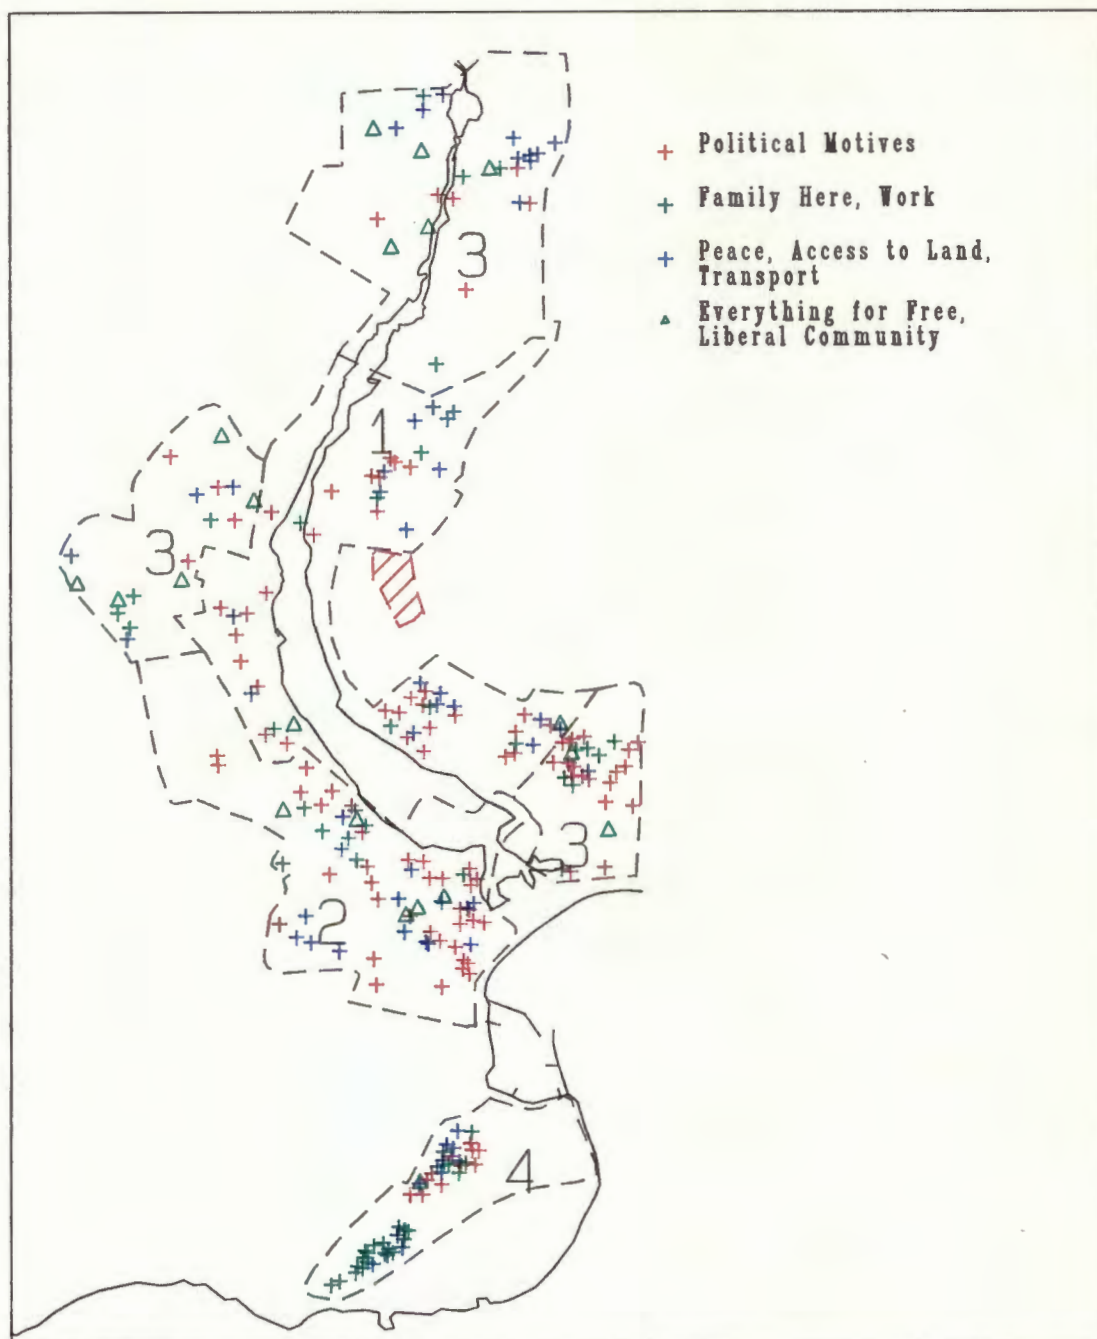 Political Motives
Family Here, Work
Peace, Access to Land,
Transport
Everything for Free,
Liberal Community
3
1
3
3
2
4